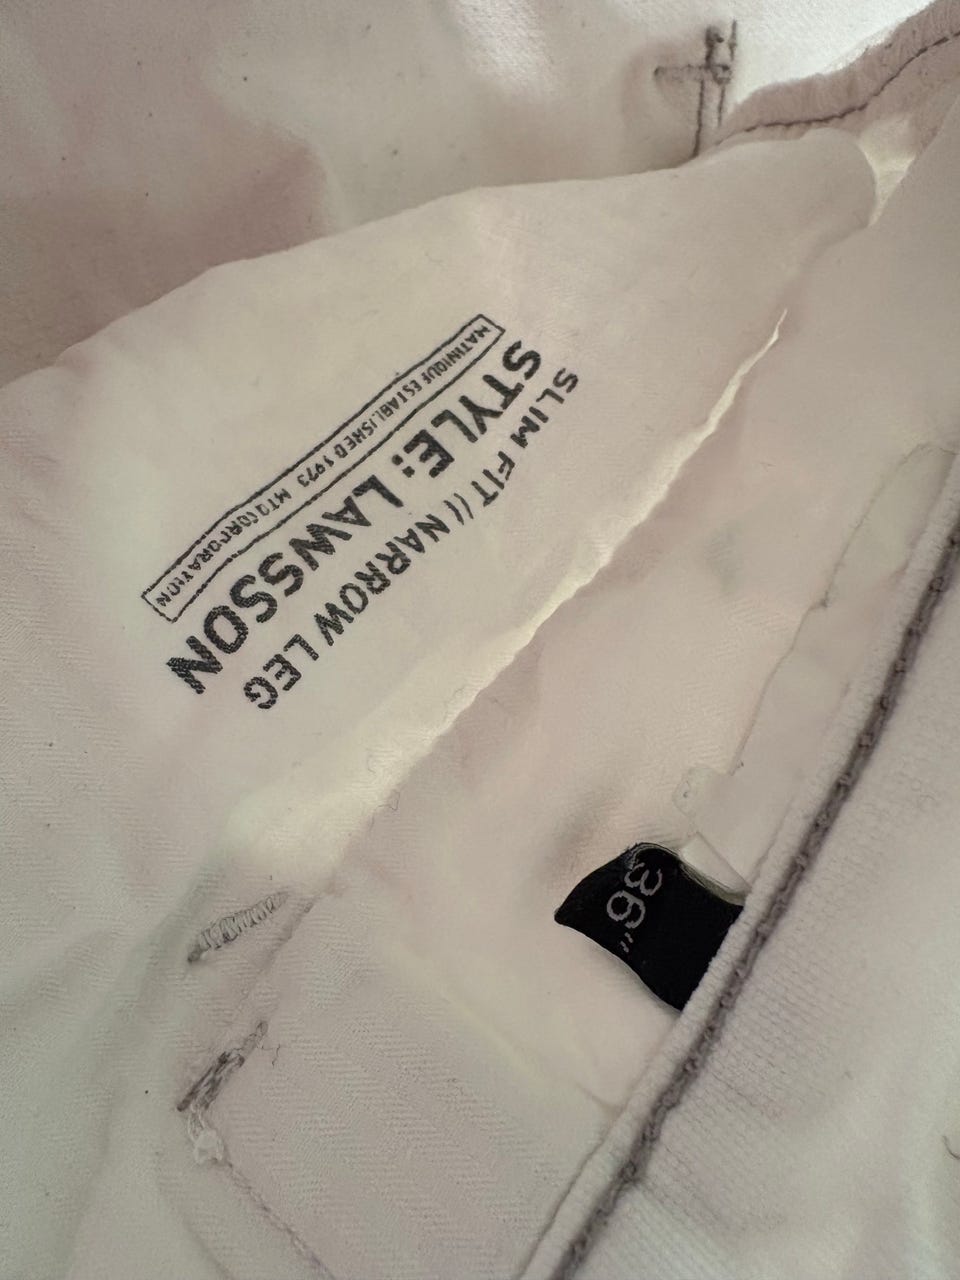 MATINIQUE ESTABLISHED 1973 MTQ CORPORATION
STYLE: LAWSSON
SLIM FIT // NARROW LEG
36"